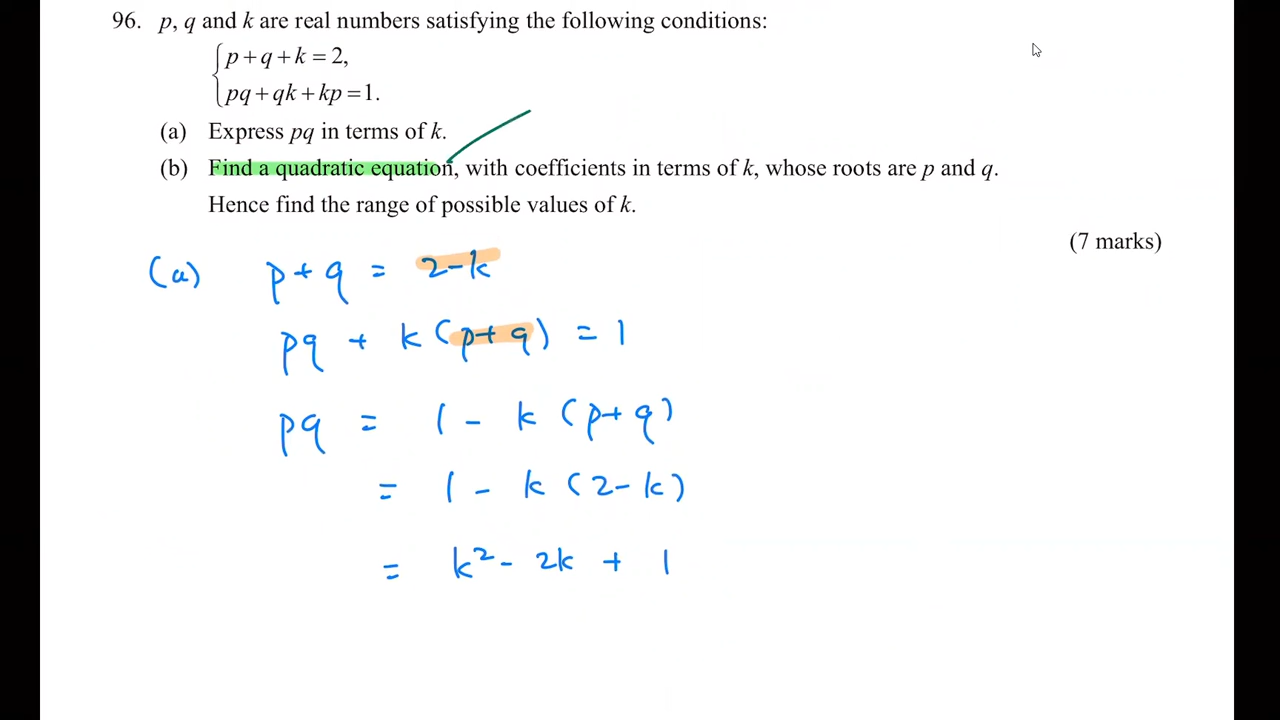 96. p, q and k are real numbers satisfying the following conditions:
p+q+k=2,
pq+qk+kp=1.
(a) Express pq in terms of k.
(b) Find a quadratic equation, with coefficients in terms of k, whose roots are p and q.
Hence find the range of possible values of k.
(7 marks)
(a) p+q = 2-k
pq + k(p+q) = 1
pq = 1 - k(p+q)
= 1 - k(2-k)
= k² - 2k + 1